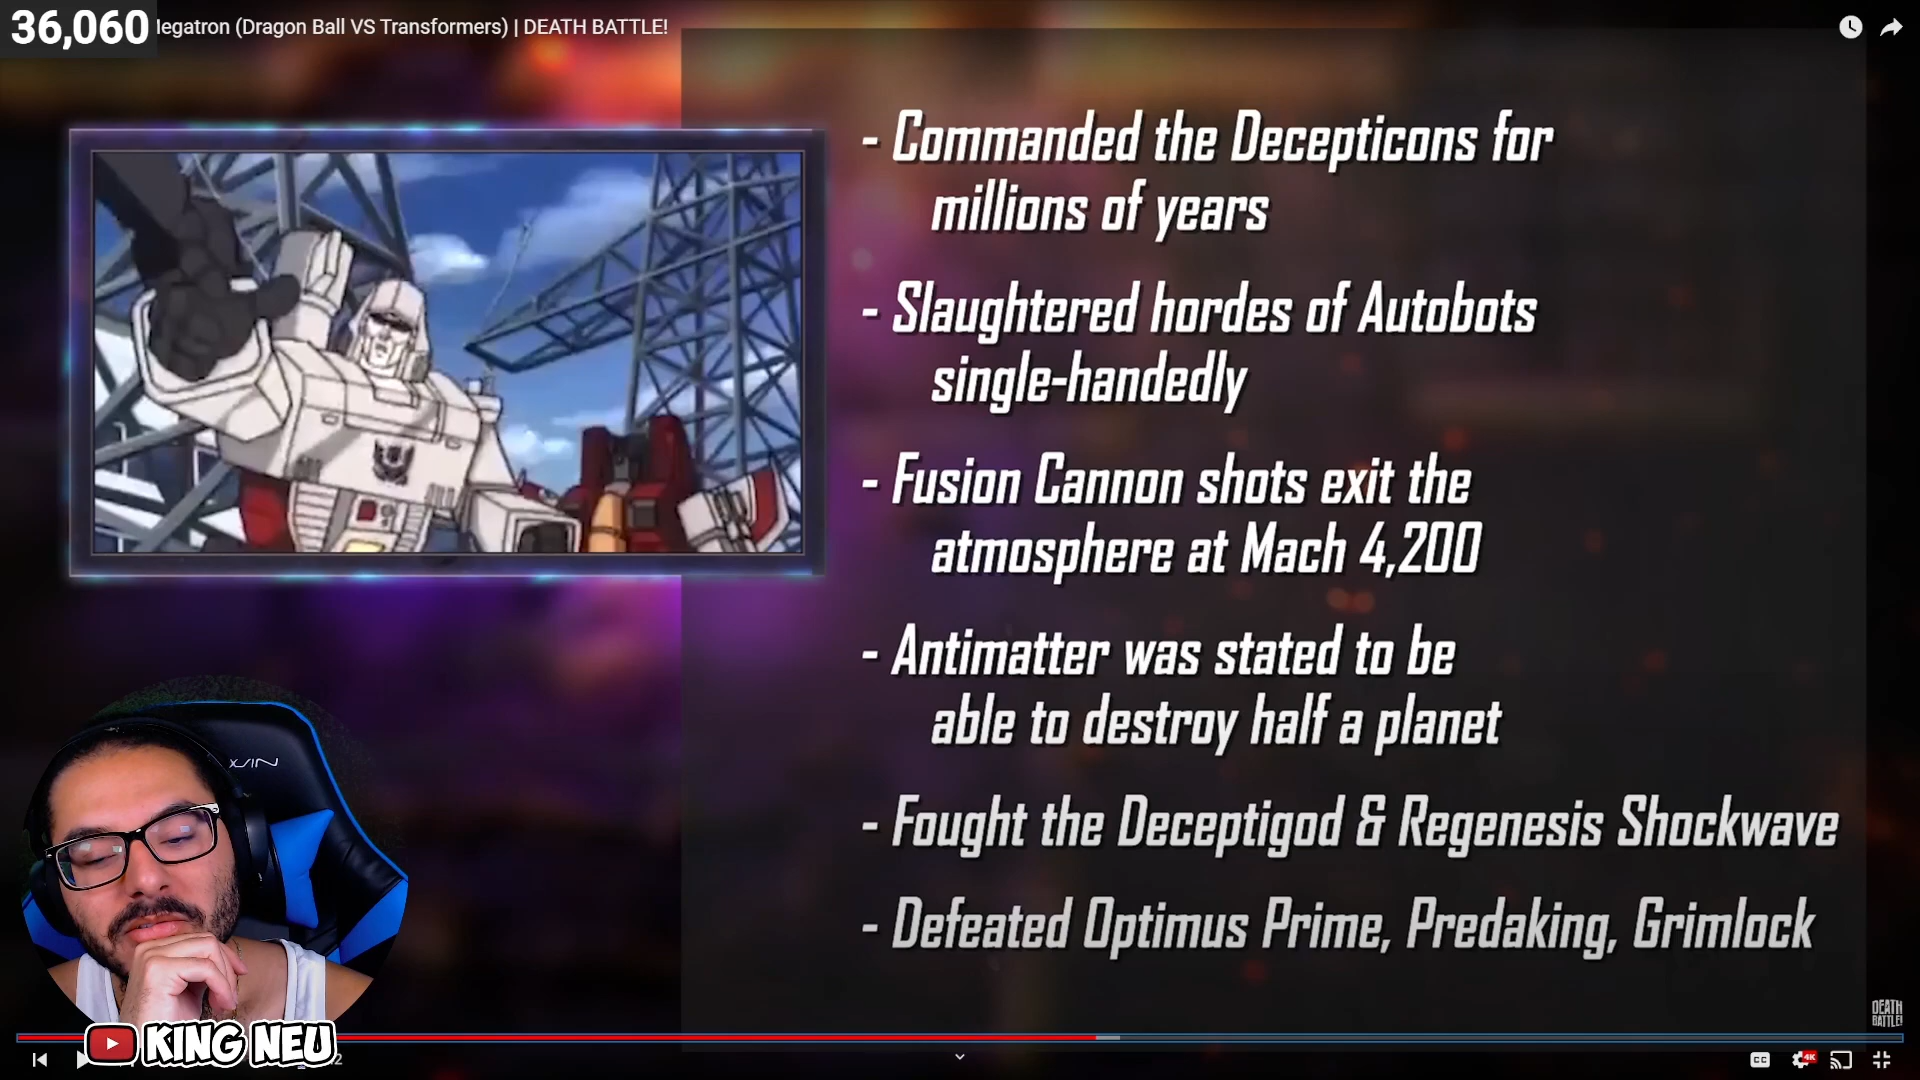 36,060
legatron (Dragon Ball VS Transformers) | DEATH BATTLE!
- Commanded the Decepticons for
millions of years
- Slaughtered hordes of Autobots
single-handedly
- Fusion Cannon shots exit the
atmosphere at Mach 4,200
- Antimatter was stated to be
able to destroy half a planet
- Fought the Deceptigod & Regenesis Shockwave
- Defeated Optimus Prime, Predaking, Grimlock
DEATH
BATTLE!
KING NEU
CC
4K